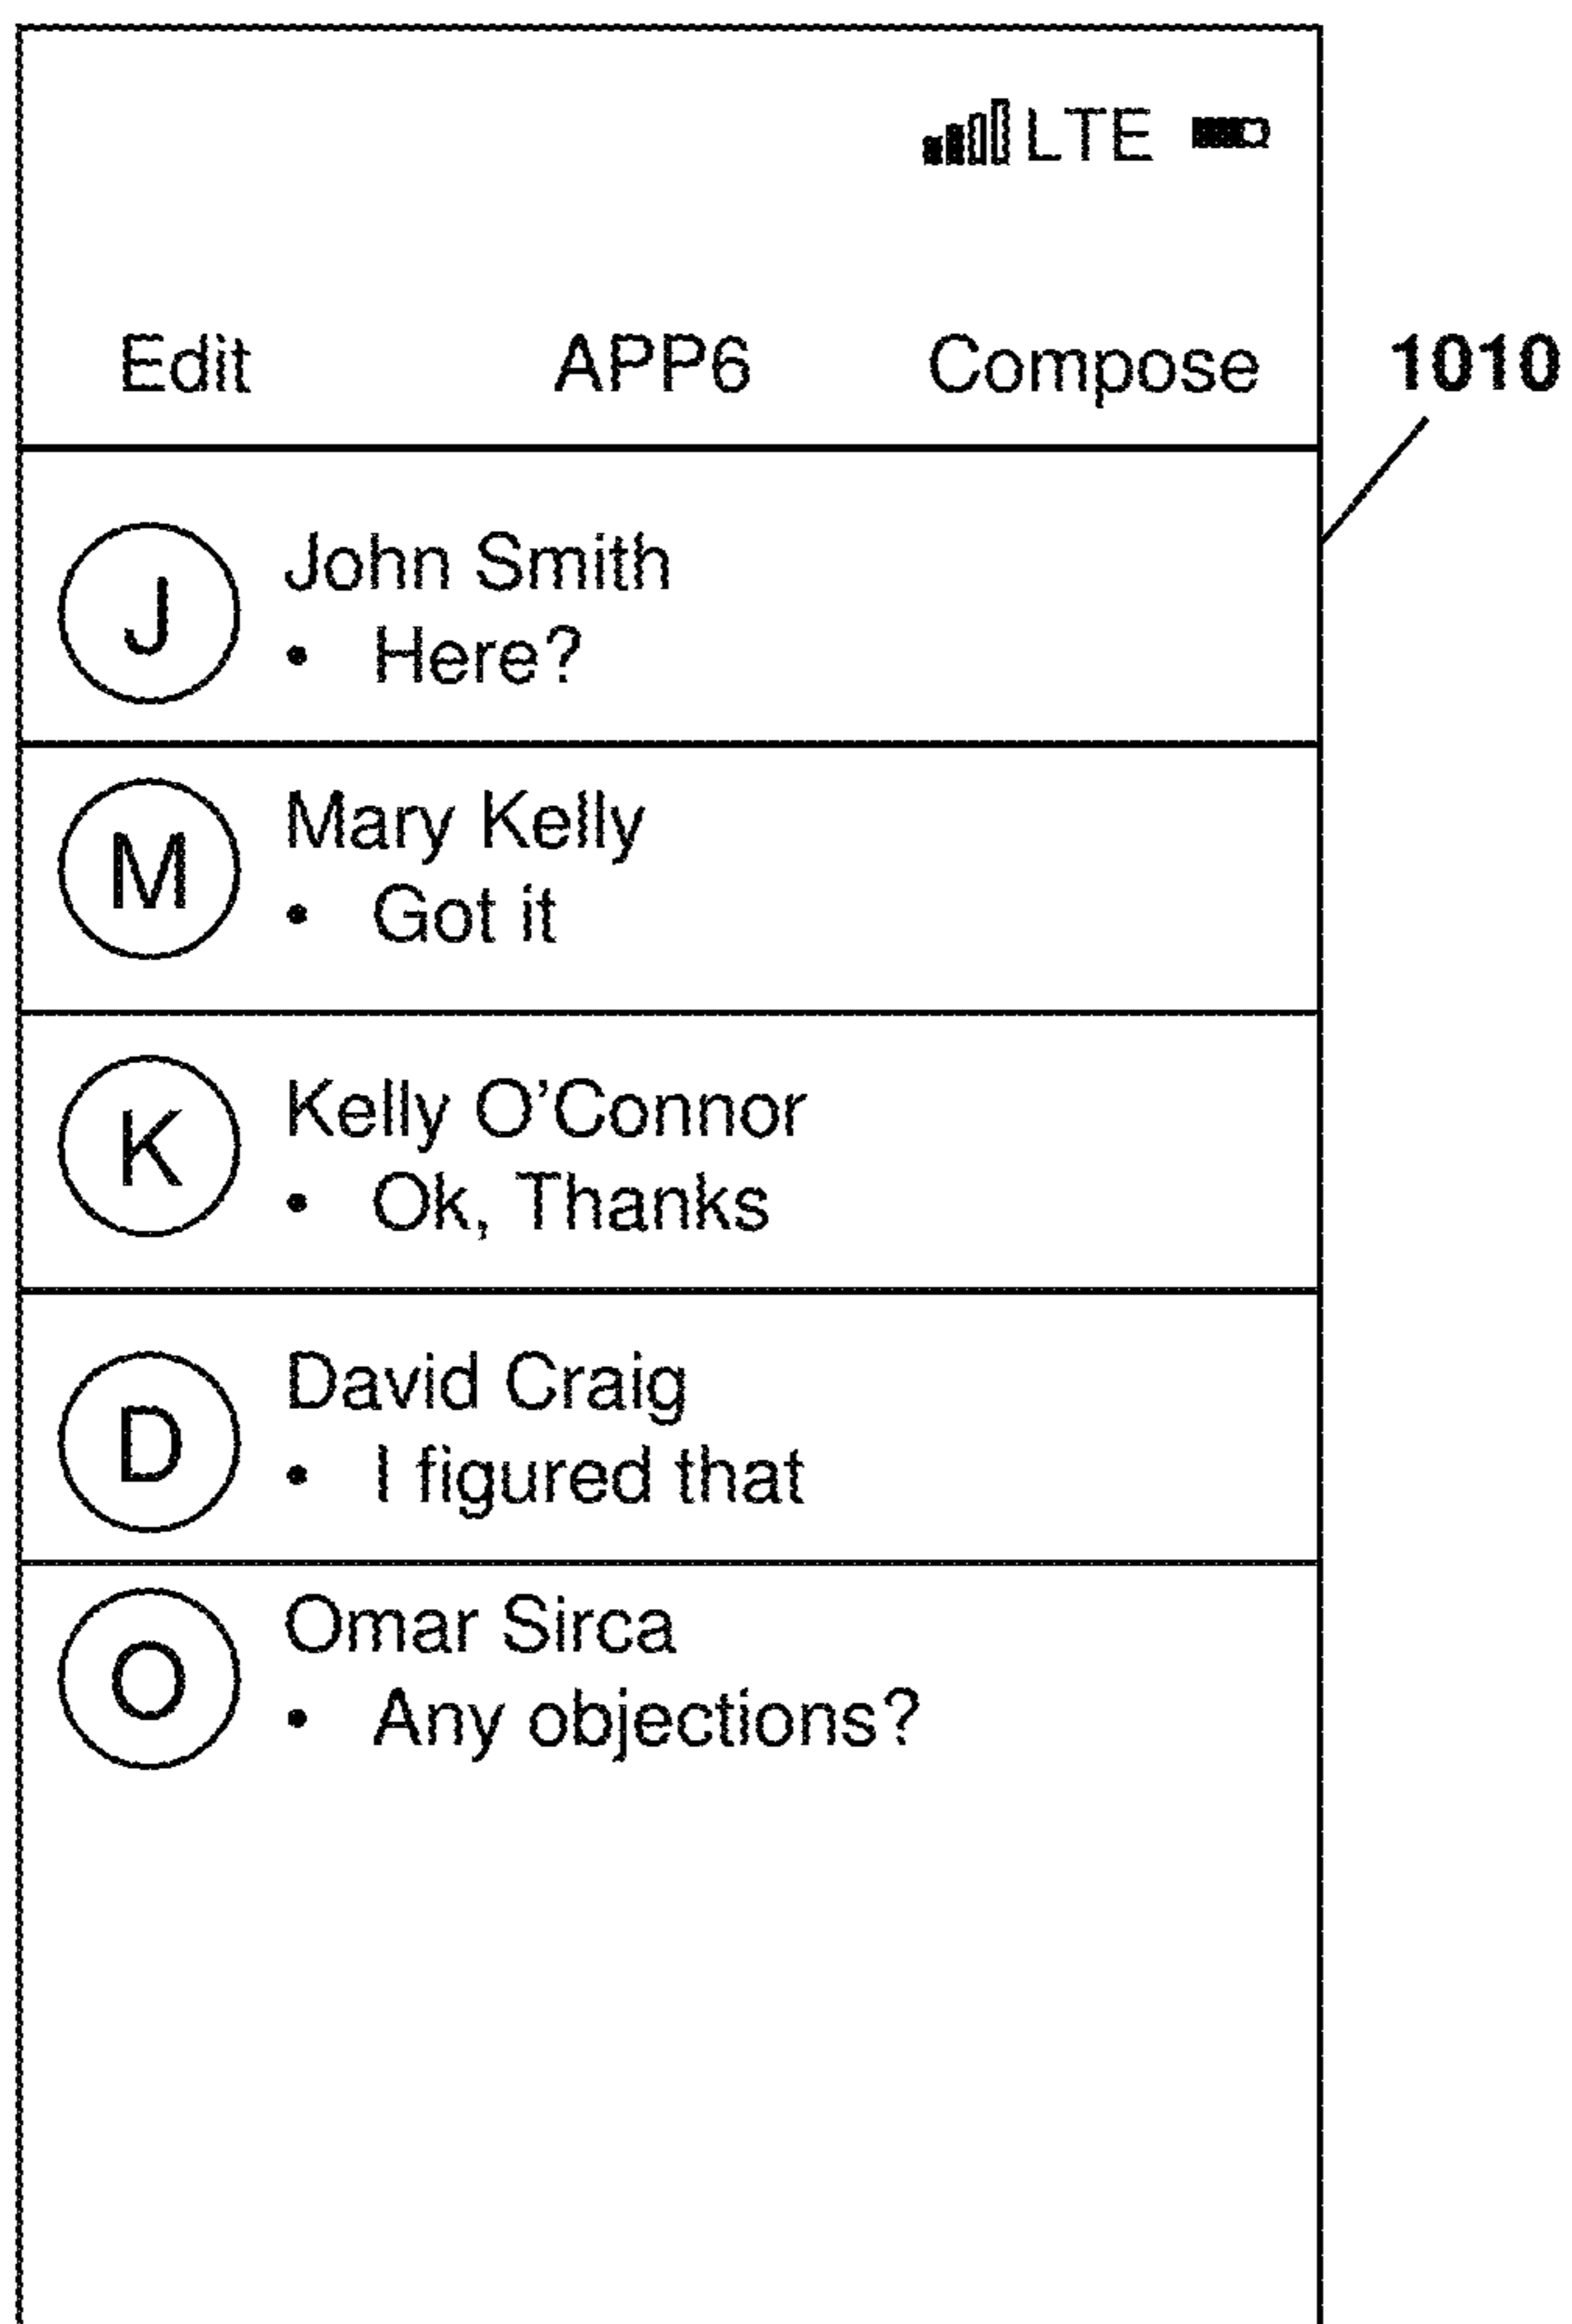 LTE
Edit APP6 Compose 1010
J John Smith
• Here?
M Mary Kelly
• Got it
K Kelly O’Connor
• Ok, Thanks
D David Craig
• I figured that
O Omar Sirca
• Any objections?